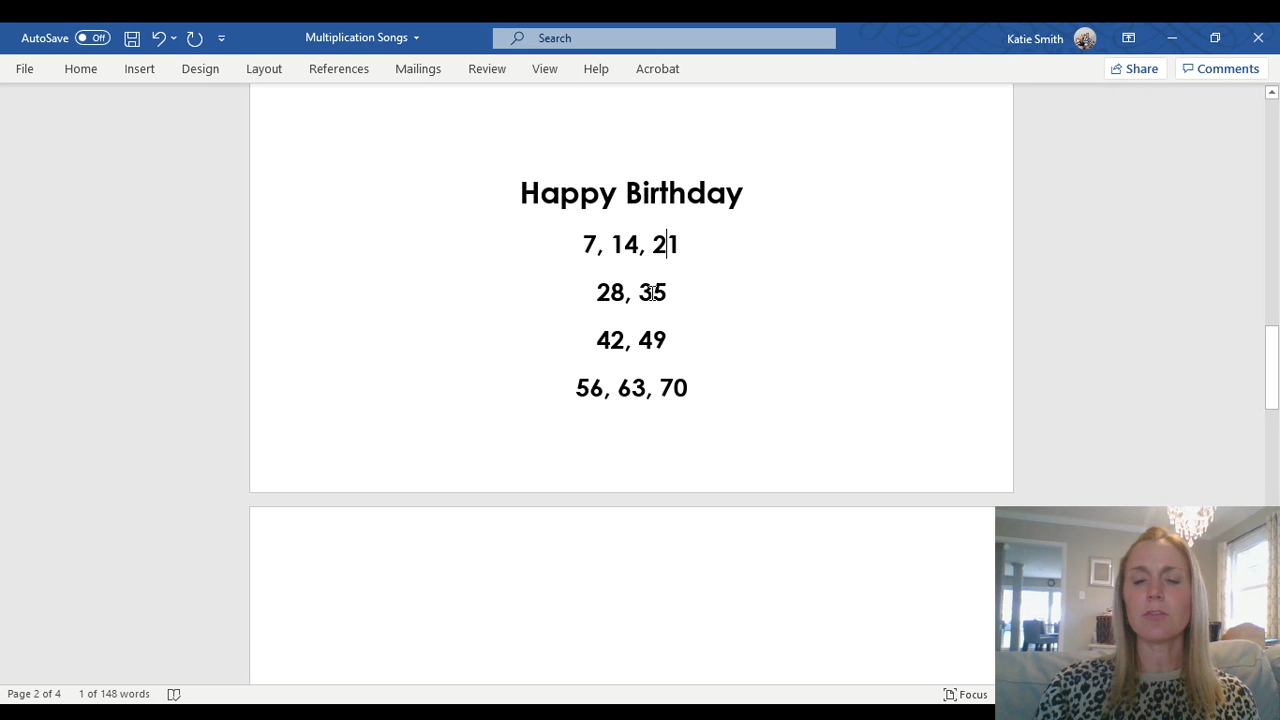 AutoSave Off Multiplication Songs Search Katie Smith
File Home Insert Design Layout References Mailings Review View Help Acrobat Share Comments
Happy Birthday
7, 14, 21
28, 35
42, 49
56, 63, 70
Page 2 of 4 1 of 148 words Focus